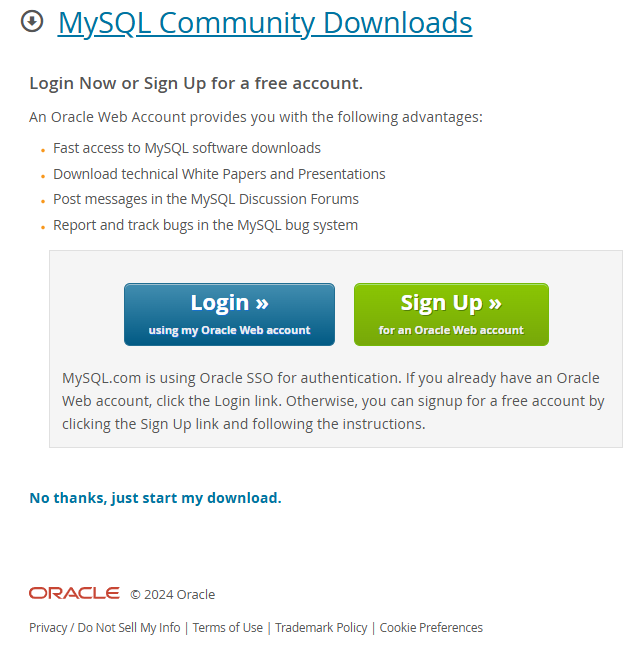 MySQL Community Downloads
Login Now or Sign Up for a free account.
An Oracle Web Account provides you with the following advantages:
Fast access to MySQL software downloads
Download technical White Papers and Presentations
Post messages in the MySQL Discussion Forums
Report and track bugs in the MySQL bug system
Login »
using my Oracle Web account
Sign Up »
for an Oracle Web account
MySQL.com is using Oracle SSO for authentication. If you already have an Oracle
Web account, click the Login link. Otherwise, you can signup for a free account by
clicking the Sign Up link and following the instructions.
No thanks, just start my download.
ORACLE © 2024 Oracle
Privacy / Do Not Sell My Info | Terms of Use | Trademark Policy | Cookie Preferences